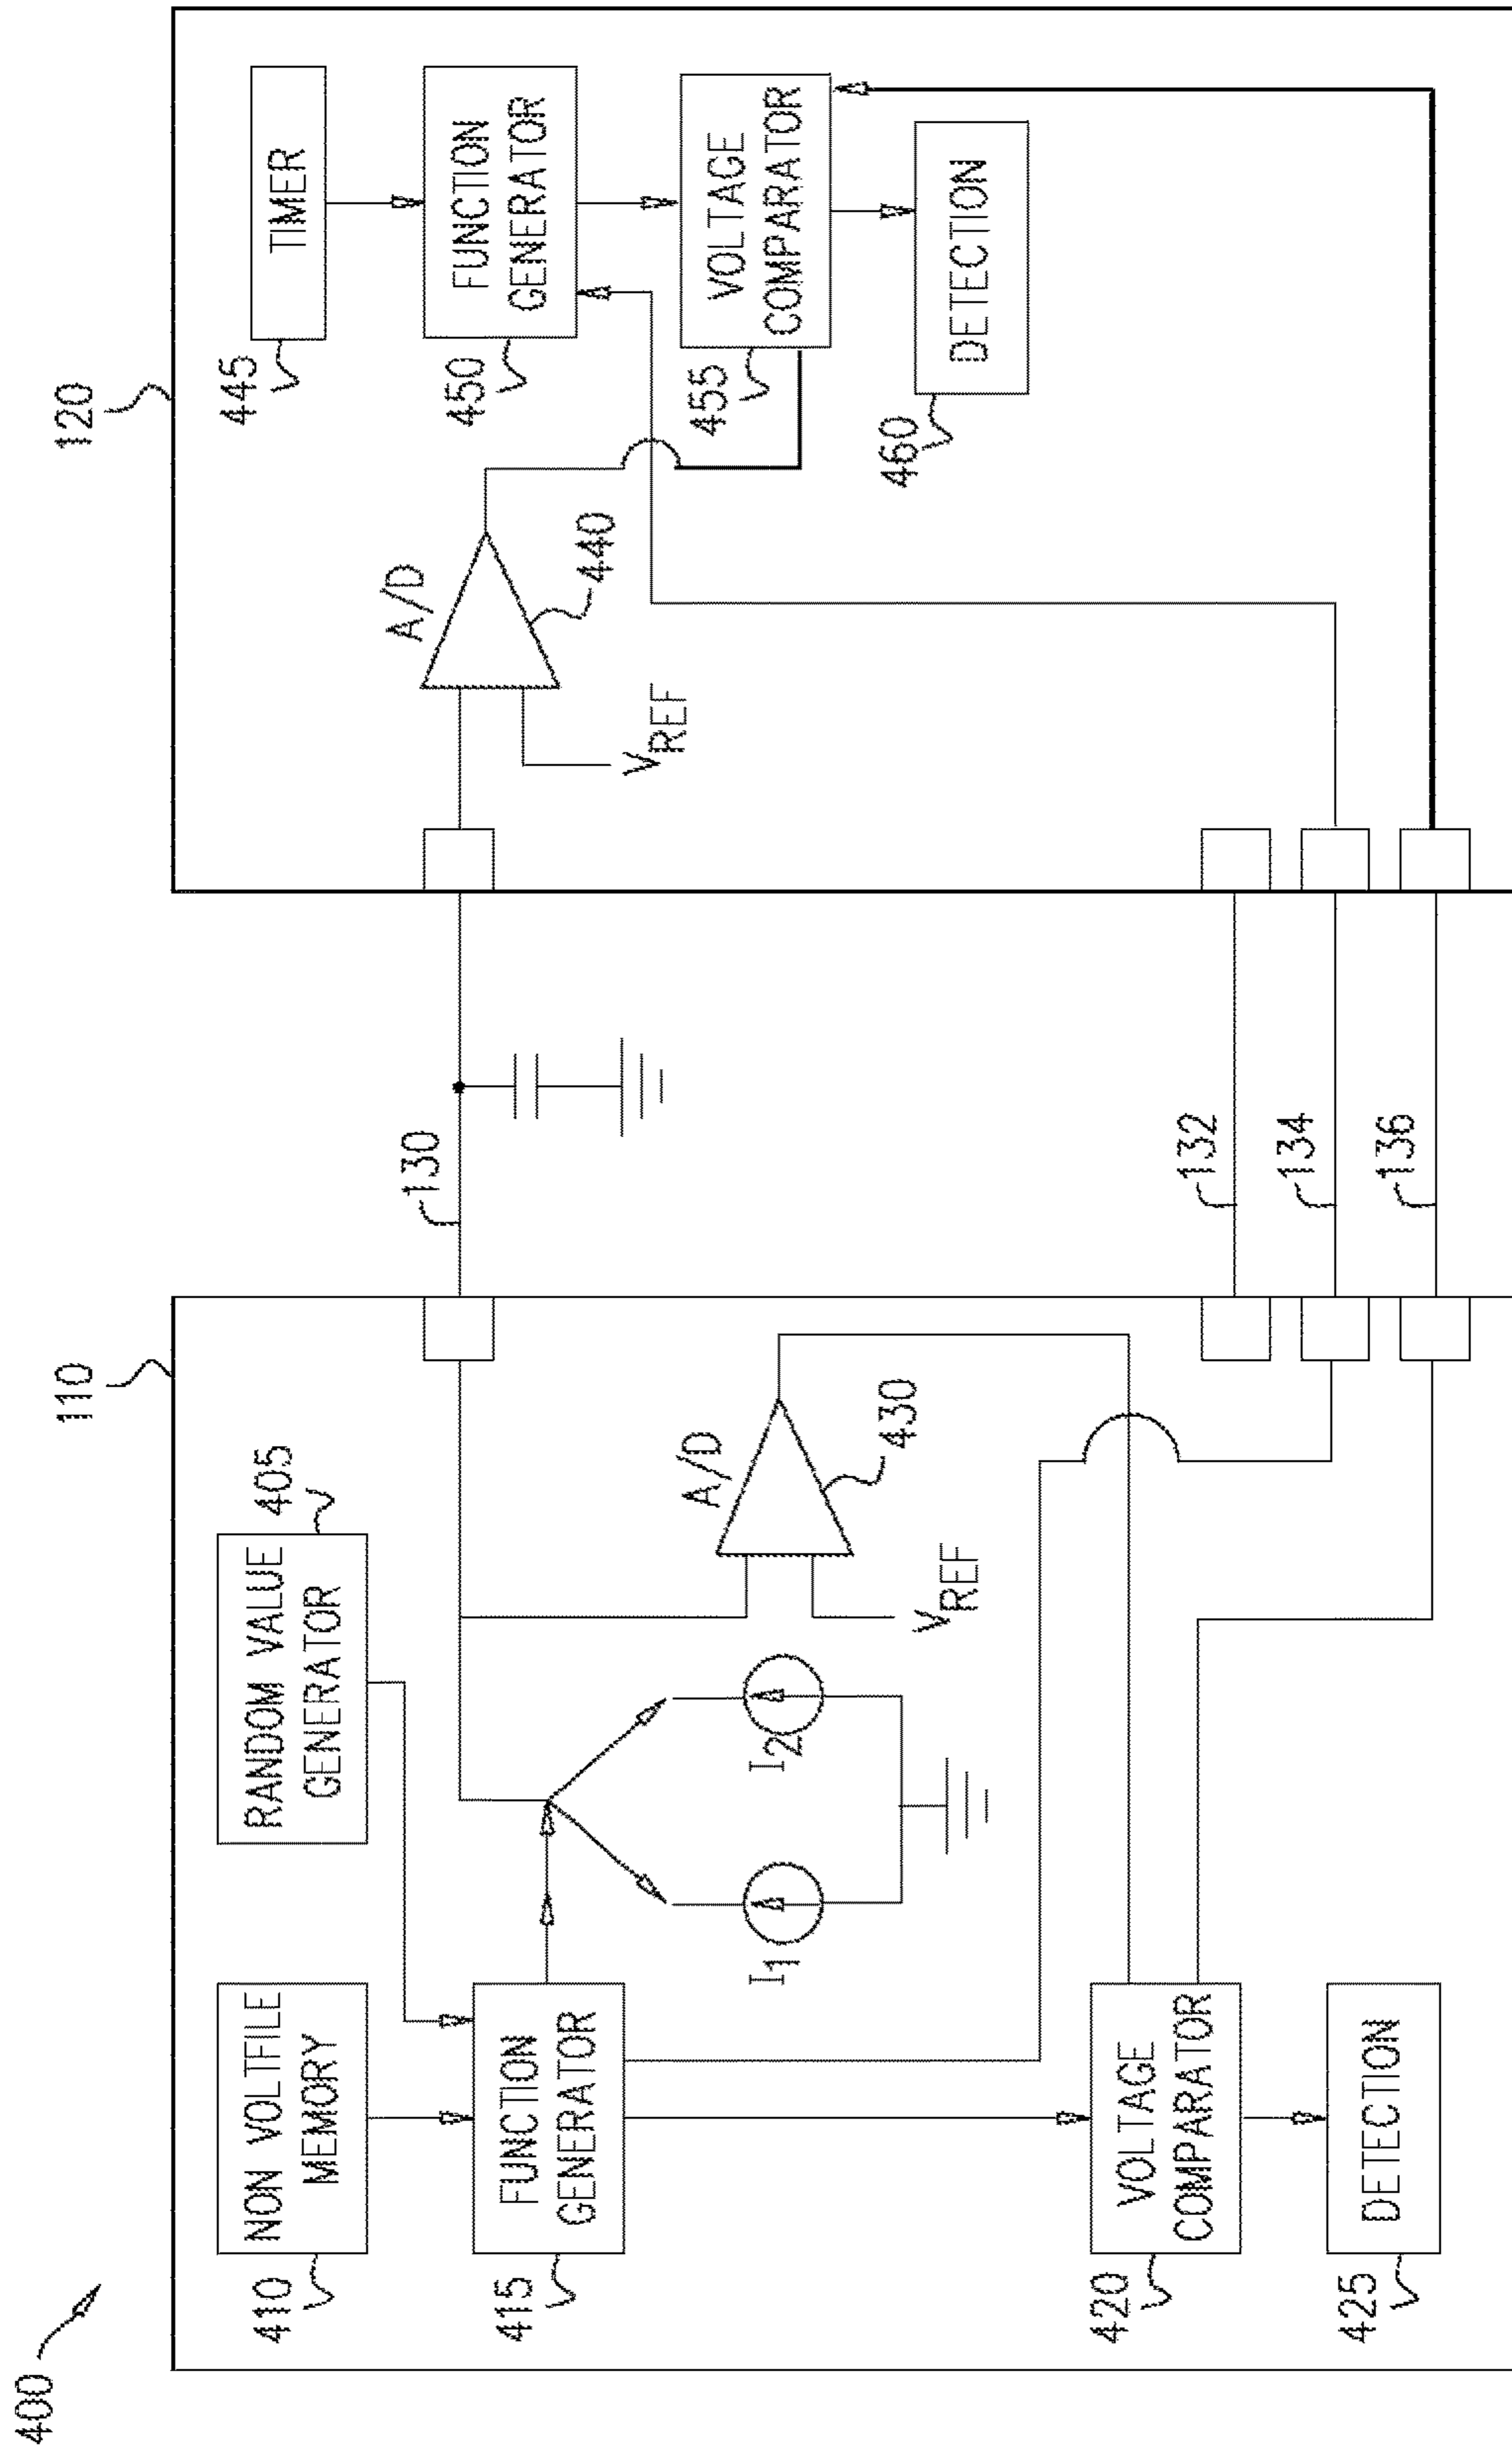 400
110
410
NON VOLTFILE
MEMORY
405
RANDOM VALUE
GENERATOR
415
FUNCTION
GENERATOR
I1
I2
A/D
430
VREF
420
VOLTAGE
COMPARATOR
425
DETECTION
130
132
134
136
120
445
TIMER
A/D
440
VREF
450
FUNCTION
GENERATOR
455
VOLTAGE
COMPARATOR
460
DETECTION